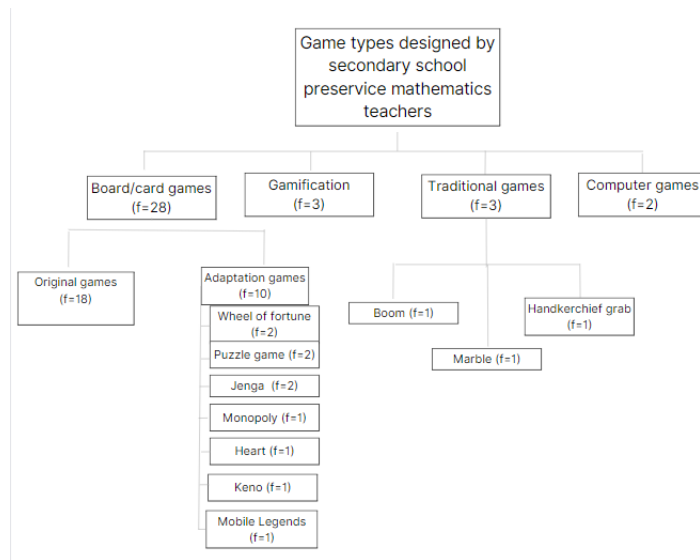 Game types designed by
secondary school
preservice mathematics
teachers
Board/card games
(f=28)
Gamification
(f=3)
Traditional games
(f=3)
Computer games
(f=2)
Original games
(f=18)
Adaptation games
(f=10)
Wheel of fortune
(f=2)
Puzzle game (f=2)
Jenga (f=2)
Monopoly (f=1)
Heart (f=1)
Keno (f=1)
Mobile Legends
(f=1)
Boom (f=1)
Marble (f=1)
Handkerchief grab
(f=1)